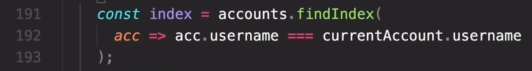 191 const index = accounts.findIndex(
192 acc => acc.username === currentAccount.username
193 );